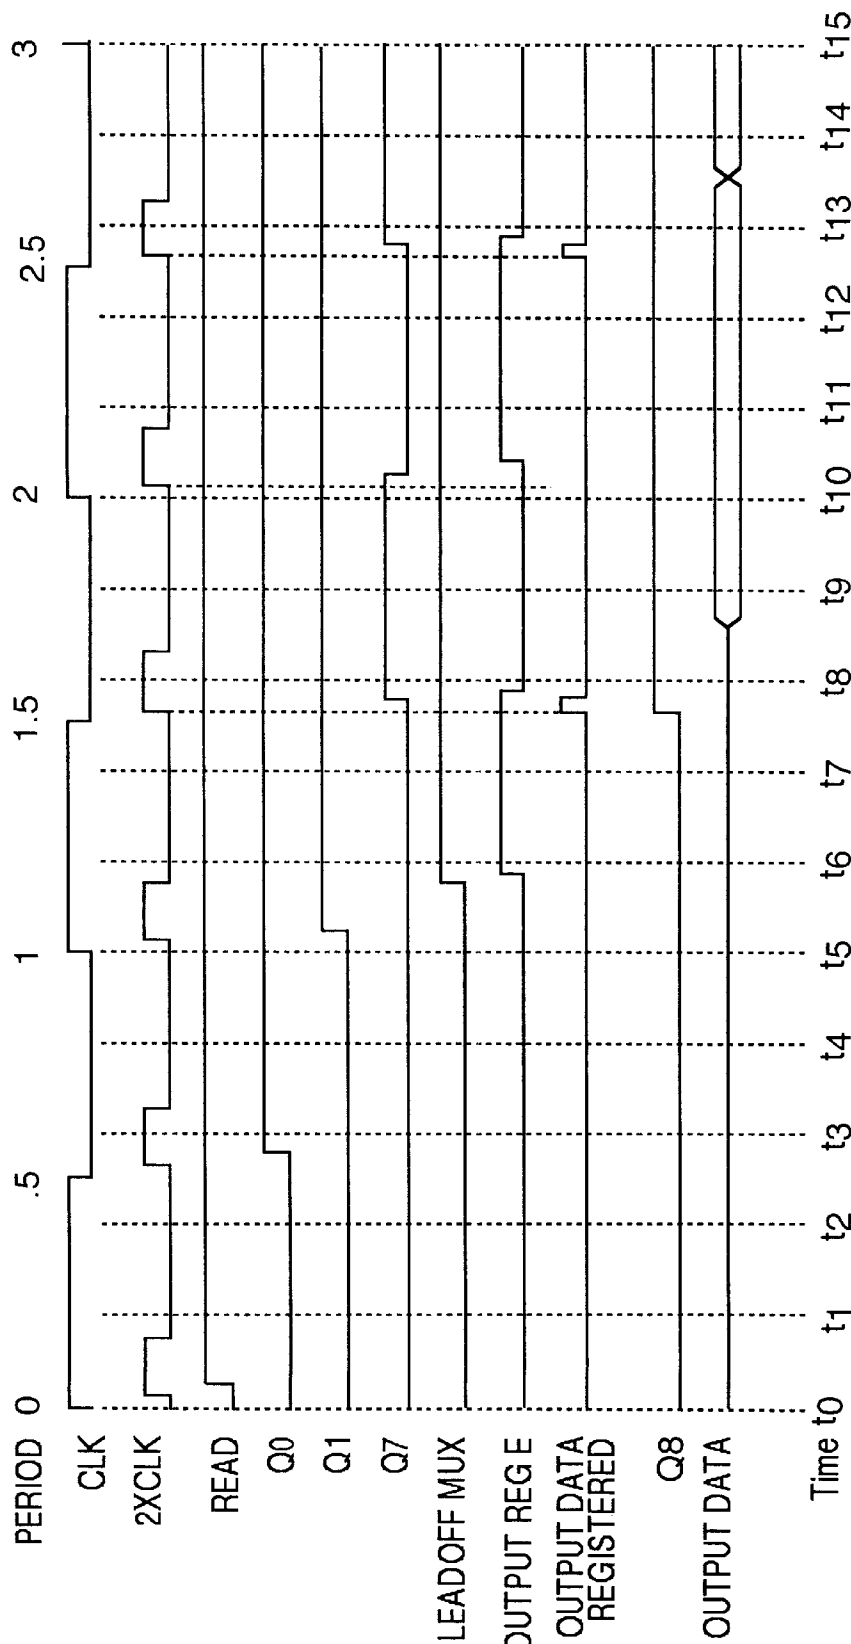 PERIOD 0 .5 1 1.5 2 2.5 3
CLK
2XCLK
READ
Q0
Q1
Q7
LEADOFF MUX
OUTPUT REG E
OUTPUT DATA
REGISTERED
Q8
OUTPUT DATA
Time t0 t1 t2 t3 t4 t5 t6 t7 t8 t9 t10 t11 t12 t13 t14 t15